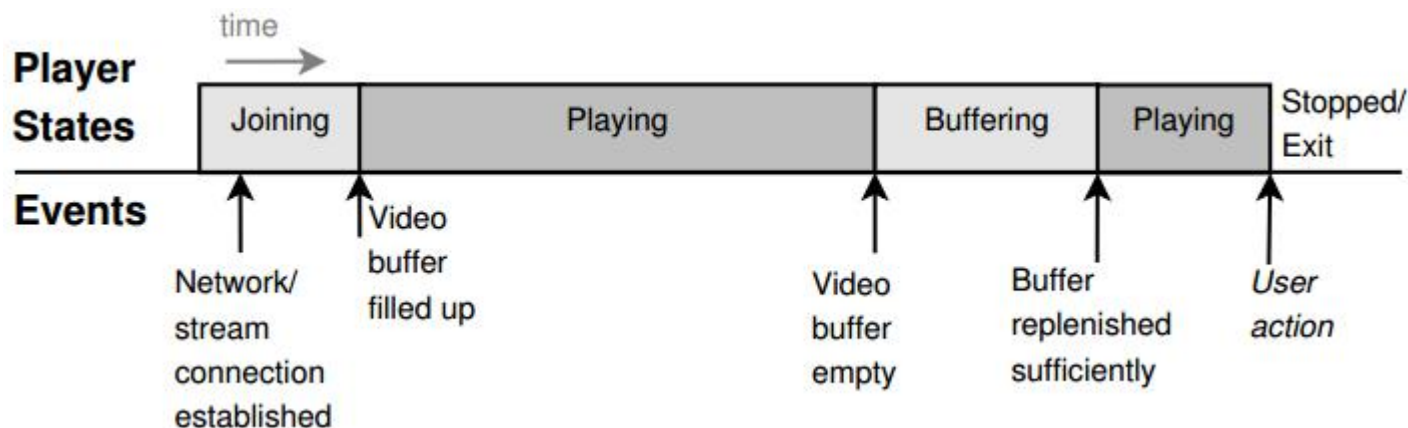 time
Player
States
Joining
Playing
Buffering
Playing
Stopped/
Exit
Events
Network/
stream
connection
established
Video
buffer
filled up
Video
buffer
empty
Buffer
replenished
sufficiently
User
action